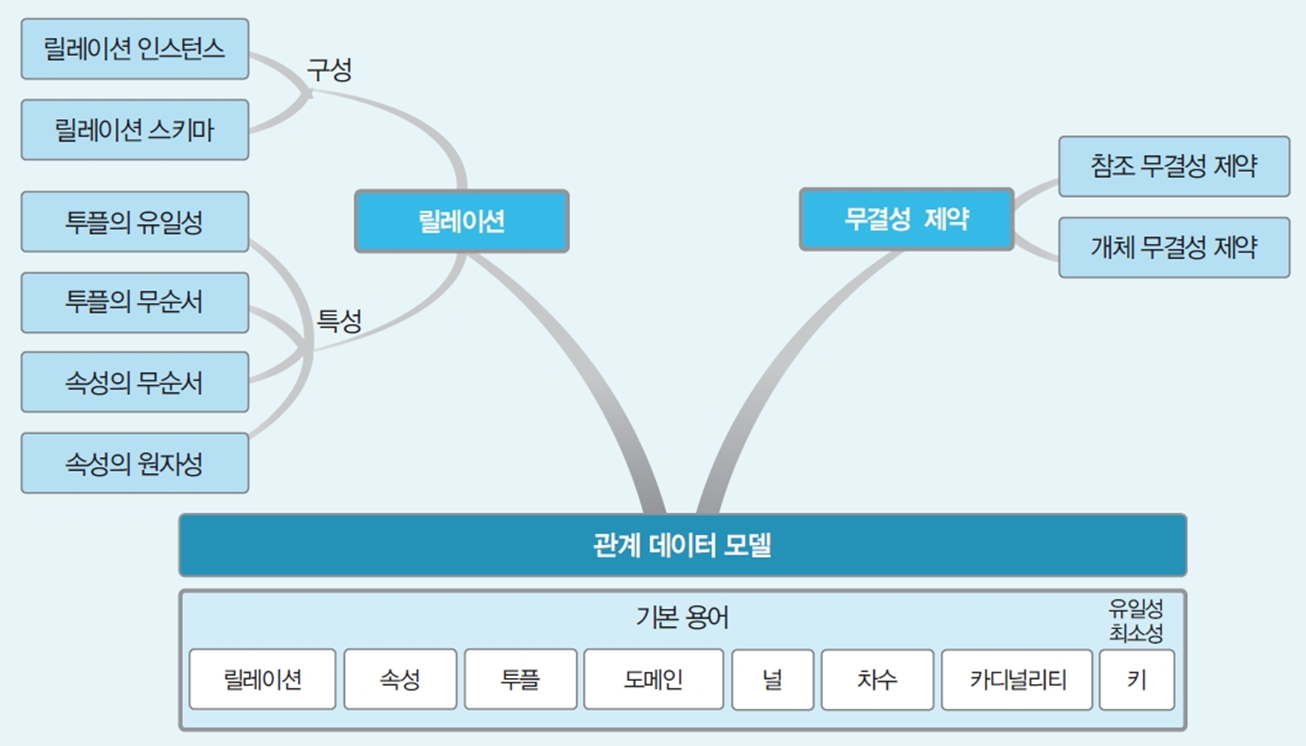 릴레이션 인스턴스
구성
릴레이션 스키마
투플의 유일성
투플의 무순서
특성
속성의 무순서
속성의 원자성
릴레이션
무결성 제약
참조 무결성 제약
개체 무결성 제약
관계 데이터 모델
기본 용어
유일성
최소성
릴레이션
속성
투플
도메인
널
차수
카디널리티
키